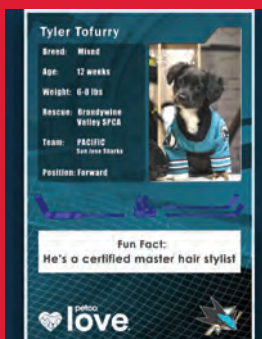 Tyler Tofurry
Breed: Mixed
Age: 12 weeks
Weight: 6-8 lbs
Rescue: Brandywine
Valley SPCA
Team: PACIFIC
San Jose Sharks
Position: Forward
Fun Fact:
He's a certified master hair stylist
petco
love